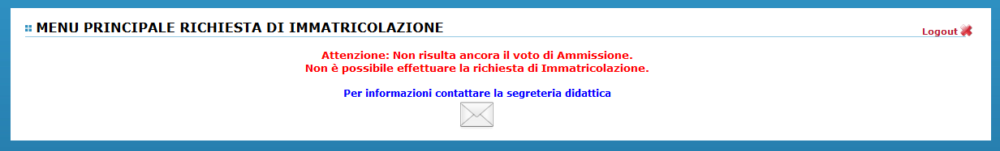 MENU PRINCIPALE RICHIESTA DI IMMATRICOLAZIONE
Logout
Attenzione: Non risulta ancora il voto di Ammissione.
Non è possibile effettuare la richiesta di Immatricolazione.
Per informazioni contattare la segreteria didattica